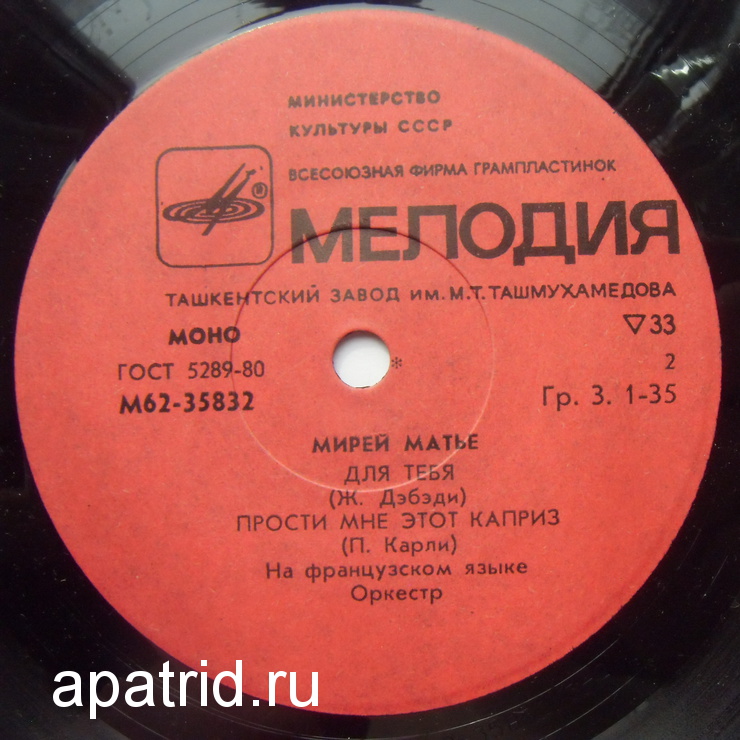 МИНИСТЕРСТВО
КУЛЬТУРЫ СССР
ВСЕСОЮЗНАЯ ФИРМА ГРАМПЛАСТИНОК
МЕЛОДИЯ
ТАШКЕНТСКИЙ ЗАВОД ИМ. М.Т. ТАШМУХАМЕДОВА
МОНО
▽33
ГОСТ 5289-80
2
М62-35832
Гр. 3. 1-35
*
МИРЕЙ МАТЬЕ
ДЛЯ ТЕБЯ
(Ж. Дэбэди)
ПРОСТИ МНЕ ЭТОТ КАПРИЗ
(П. Карли)
На французском языке
Оркестр
apatrid.ru